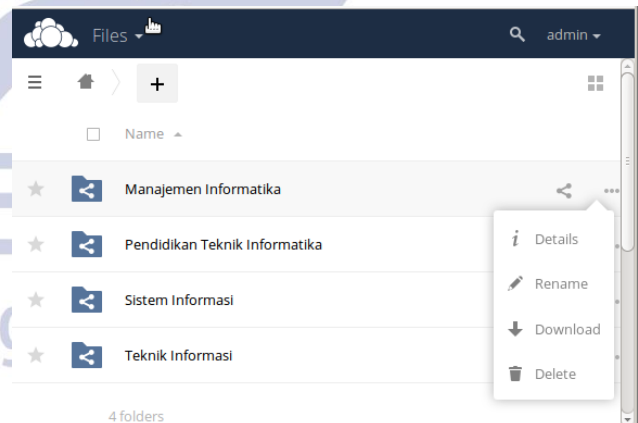 Files
admin
Name
Manajemen Informatika
Pendidikan Teknik Informatika
Details
Sistem Informasi
Rename
Teknik Informasi
Download
Delete
4 folders